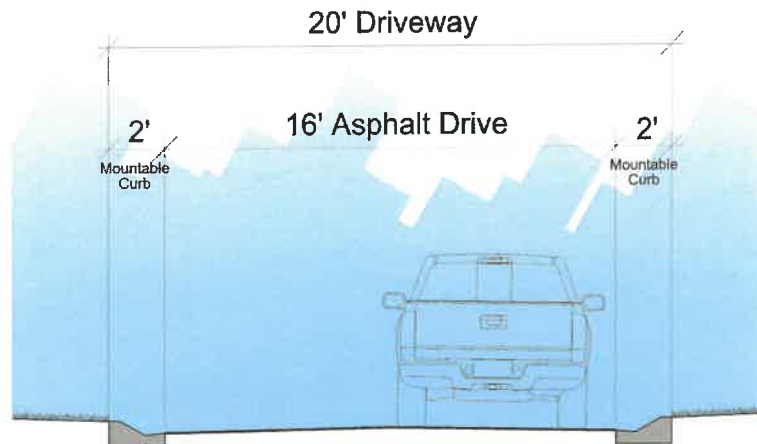 20' Driveway
2'
16' Asphalt Drive
2'
Mountable
Curb
Mountable
Curb